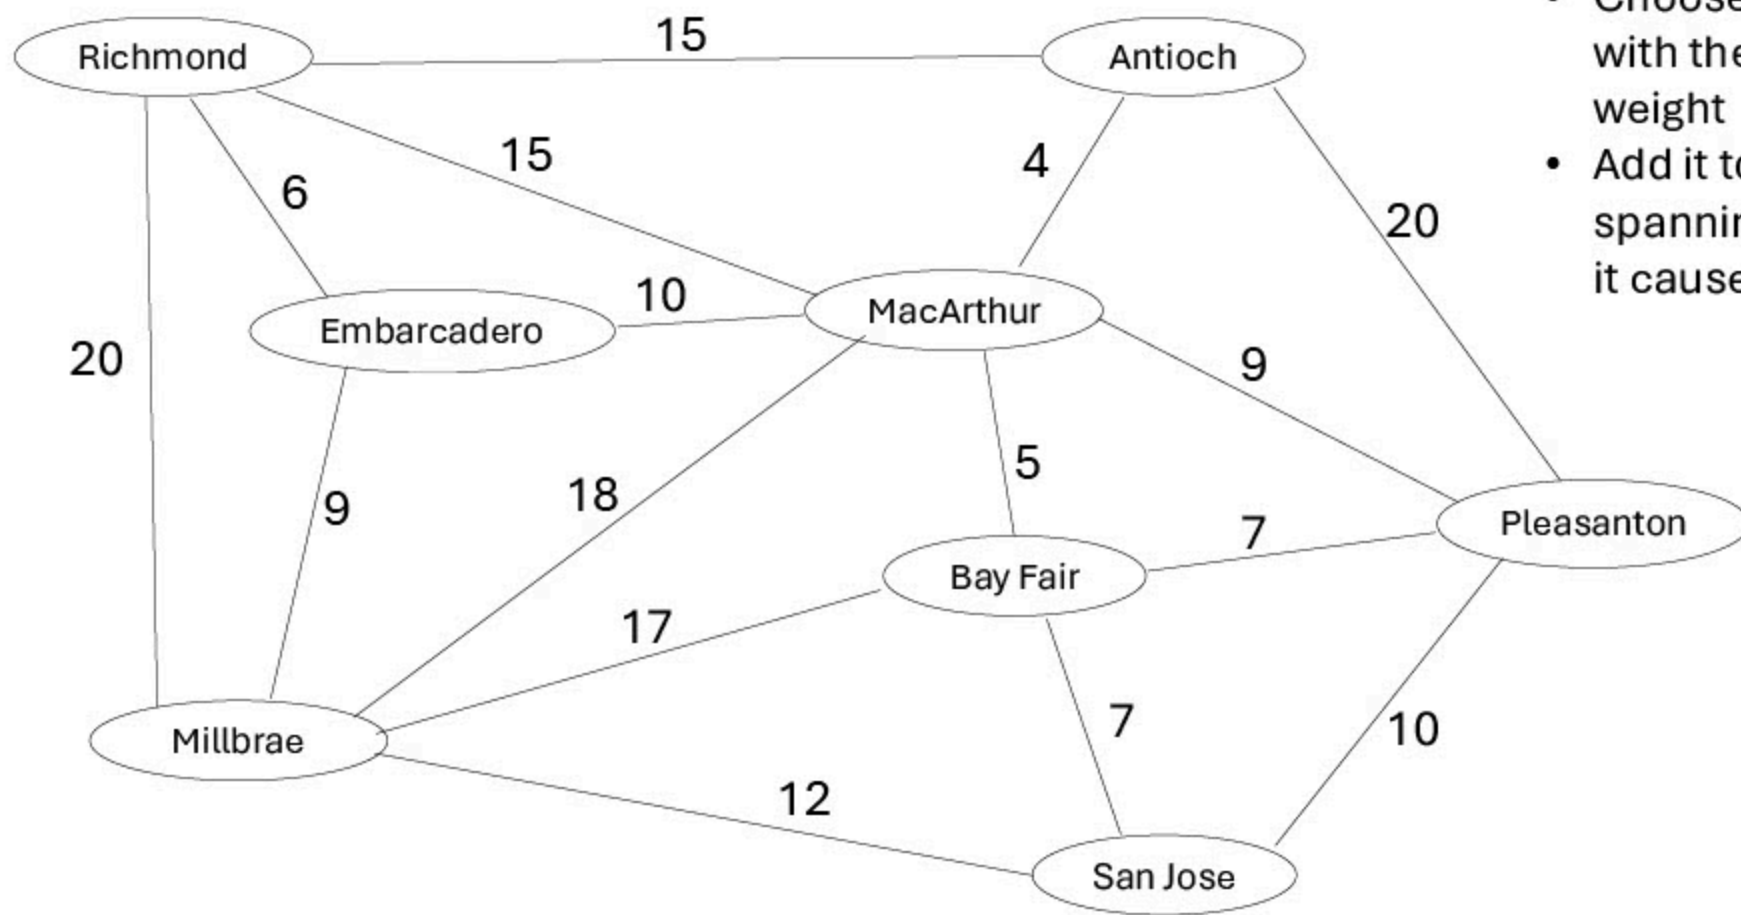 Richmond
15
Antioch
• Choose
with the
weight
• Add it to
spannin
it cause
15
4
6
20
10
MacArthur
Embarcadero
20
9
5
9
18
Pleasanton
7
Bay Fair
17
7
10
Millbrae
12
San Jose